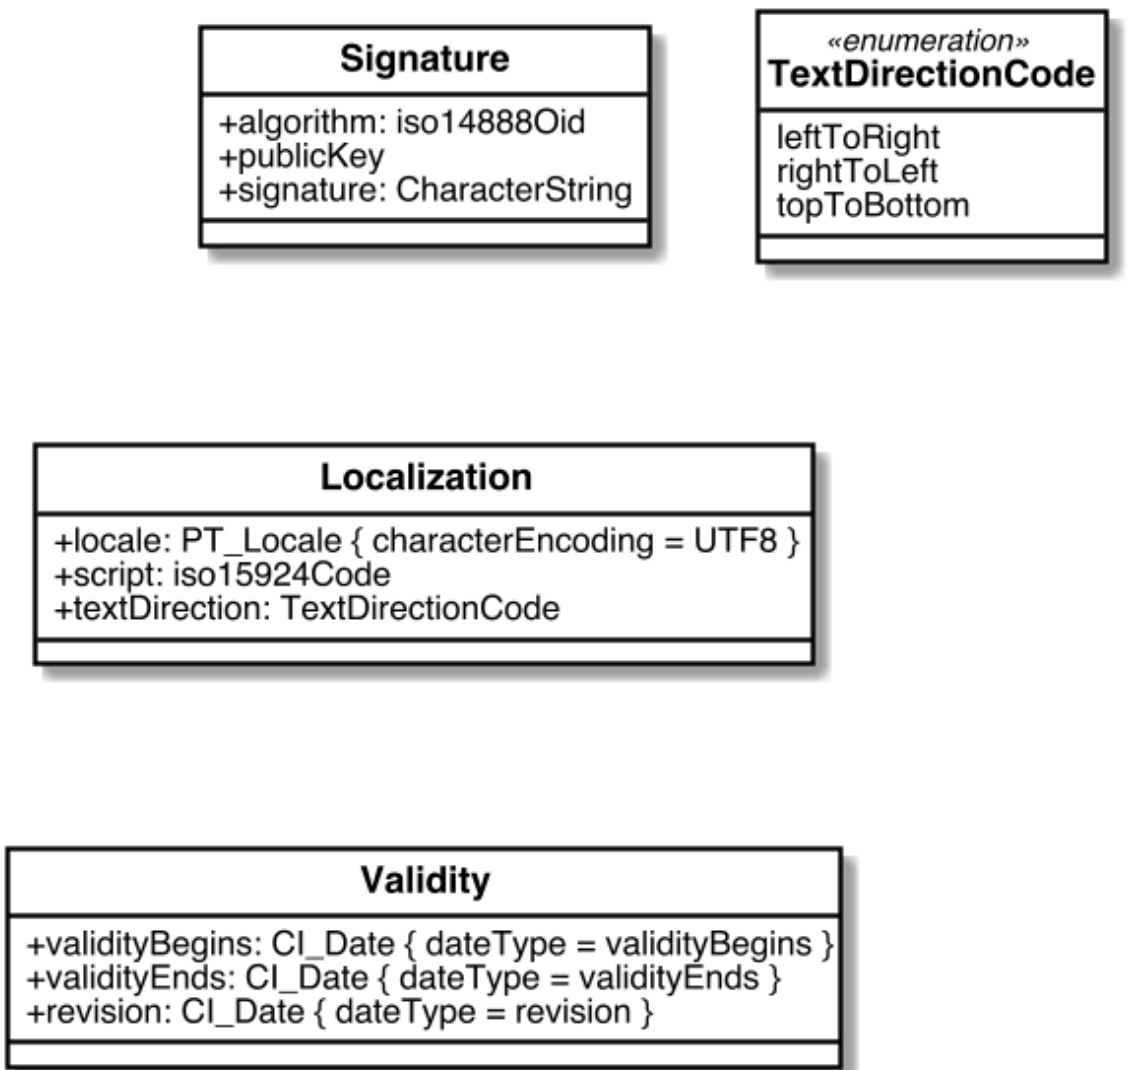 Signature
+algorithm: iso14888Oid
+publicKey
+signature: CharacterString
«enumeration»
TextDirectionCode
leftToRight
rightToLeft
topToBottom
Localization
+locale: PT_Locale { characterEncoding = UTF8 }
+script: iso15924Code
+textDirection: TextDirectionCode
Validity
+validityBegins: CI_Date { dateType = validityBegins }
+validityEnds: CI_Date { dateType = validityEnds }
+revision: CI_Date { dateType = revision }